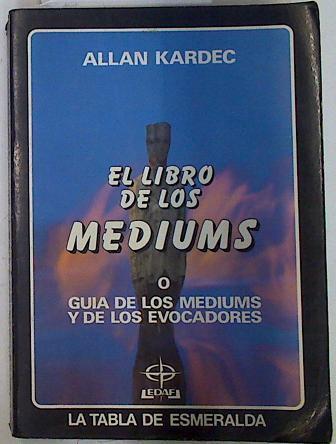 ALLAN KARDEC
EL LIBRO
DE LOS
MEDIUMS
O
GUIA DE LOS MEDIUMS
Y DE LOS EVOCADORES
EDAF
LA TABLA DE ESMERALDA